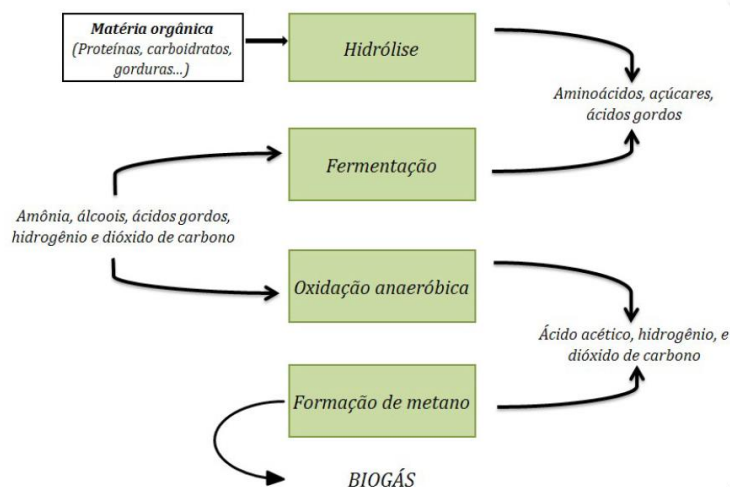 Matéria orgânica
(Proteínas, carboidratos,
gorduras...)
Hidrólise
Aminoácidos, açúcares,
ácidos gordos
Fermentação
Amônia, álcoois, ácidos gordos,
hidrogênio e dióxido de carbono
Oxidação anaeróbica
Ácido acético, hidrogênio, e
dióxido de carbono
Formação de metano
BIOGÁS